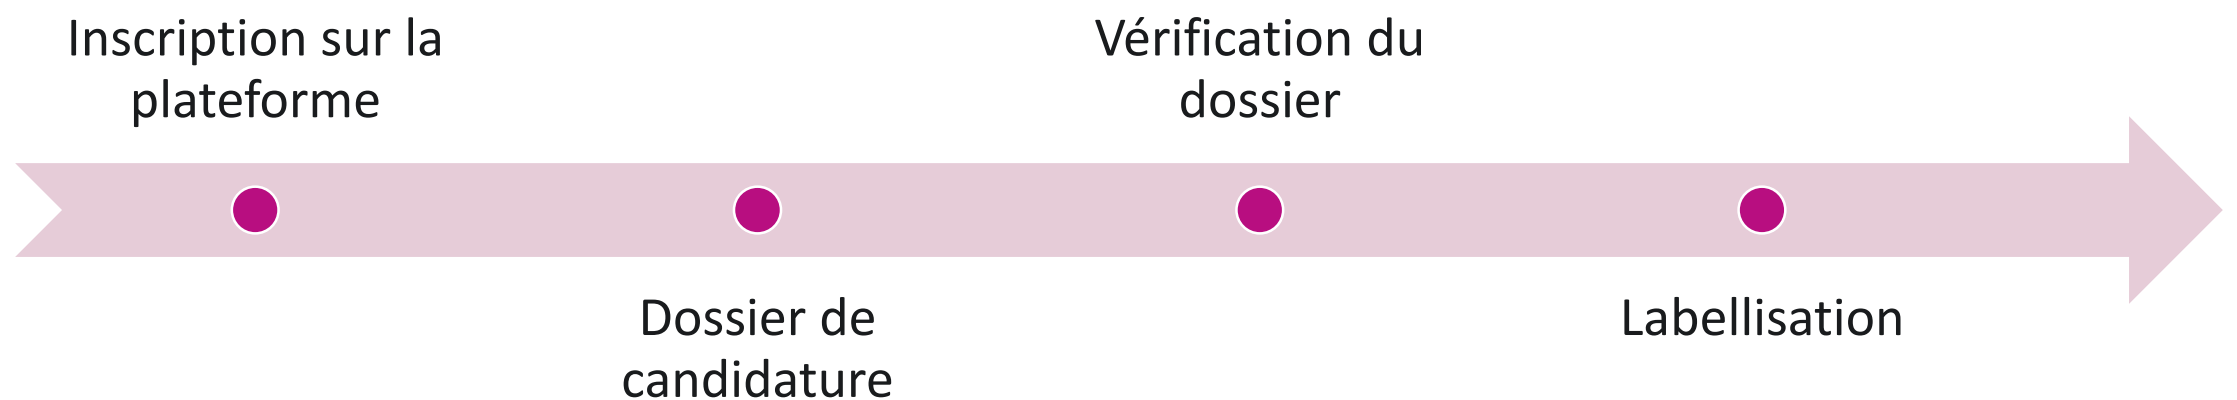 Inscription sur la
plateforme
Dossier de
candidature
Vérification du
dossier
Labellisation